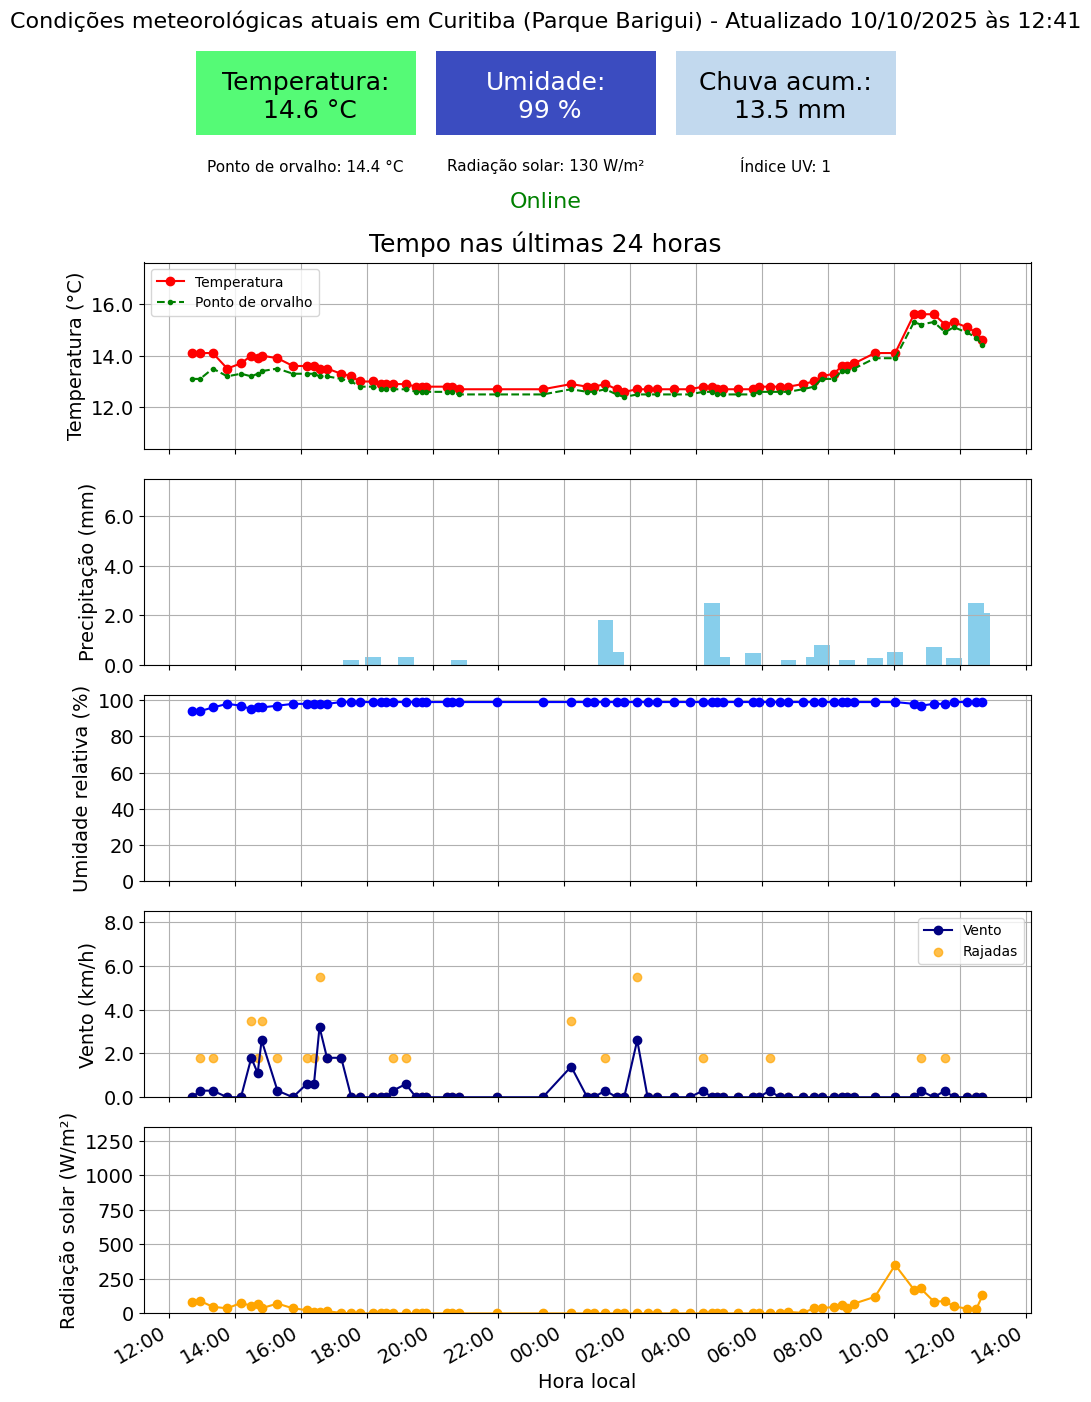 Condições meteorológicas atuais em Curitiba (Parque Barigui) - Atualizado 10/10/2025 às 12:41
Temperatura:
14.6 °C
Umidade:
99 %
Chuva acum.:
13.5 mm
Ponto de orvalho: 14.4 °C
Radiação solar: 130 W/m²
Índice UV: 1
Online
Tempo nas últimas 24 horas
Temperatura (°C)
16.0
14.0
12.0
Temperatura
Ponto de orvalho
Precipitação (mm)
6.0
4.0
2.0
0.0
Umidade relativa (%)
100
80
60
40
20
0
Vento (km/h)
8.0
6.0
4.0
2.0
0.0
Vento
Rajadas
Radiação solar (W/m²)
1250
1000
750
500
250
0
12:00
14:00
16:00
18:00
20:00
22:00
00:00
02:00
04:00
06:00
08:00
10:00
12:00
14:00
Hora local